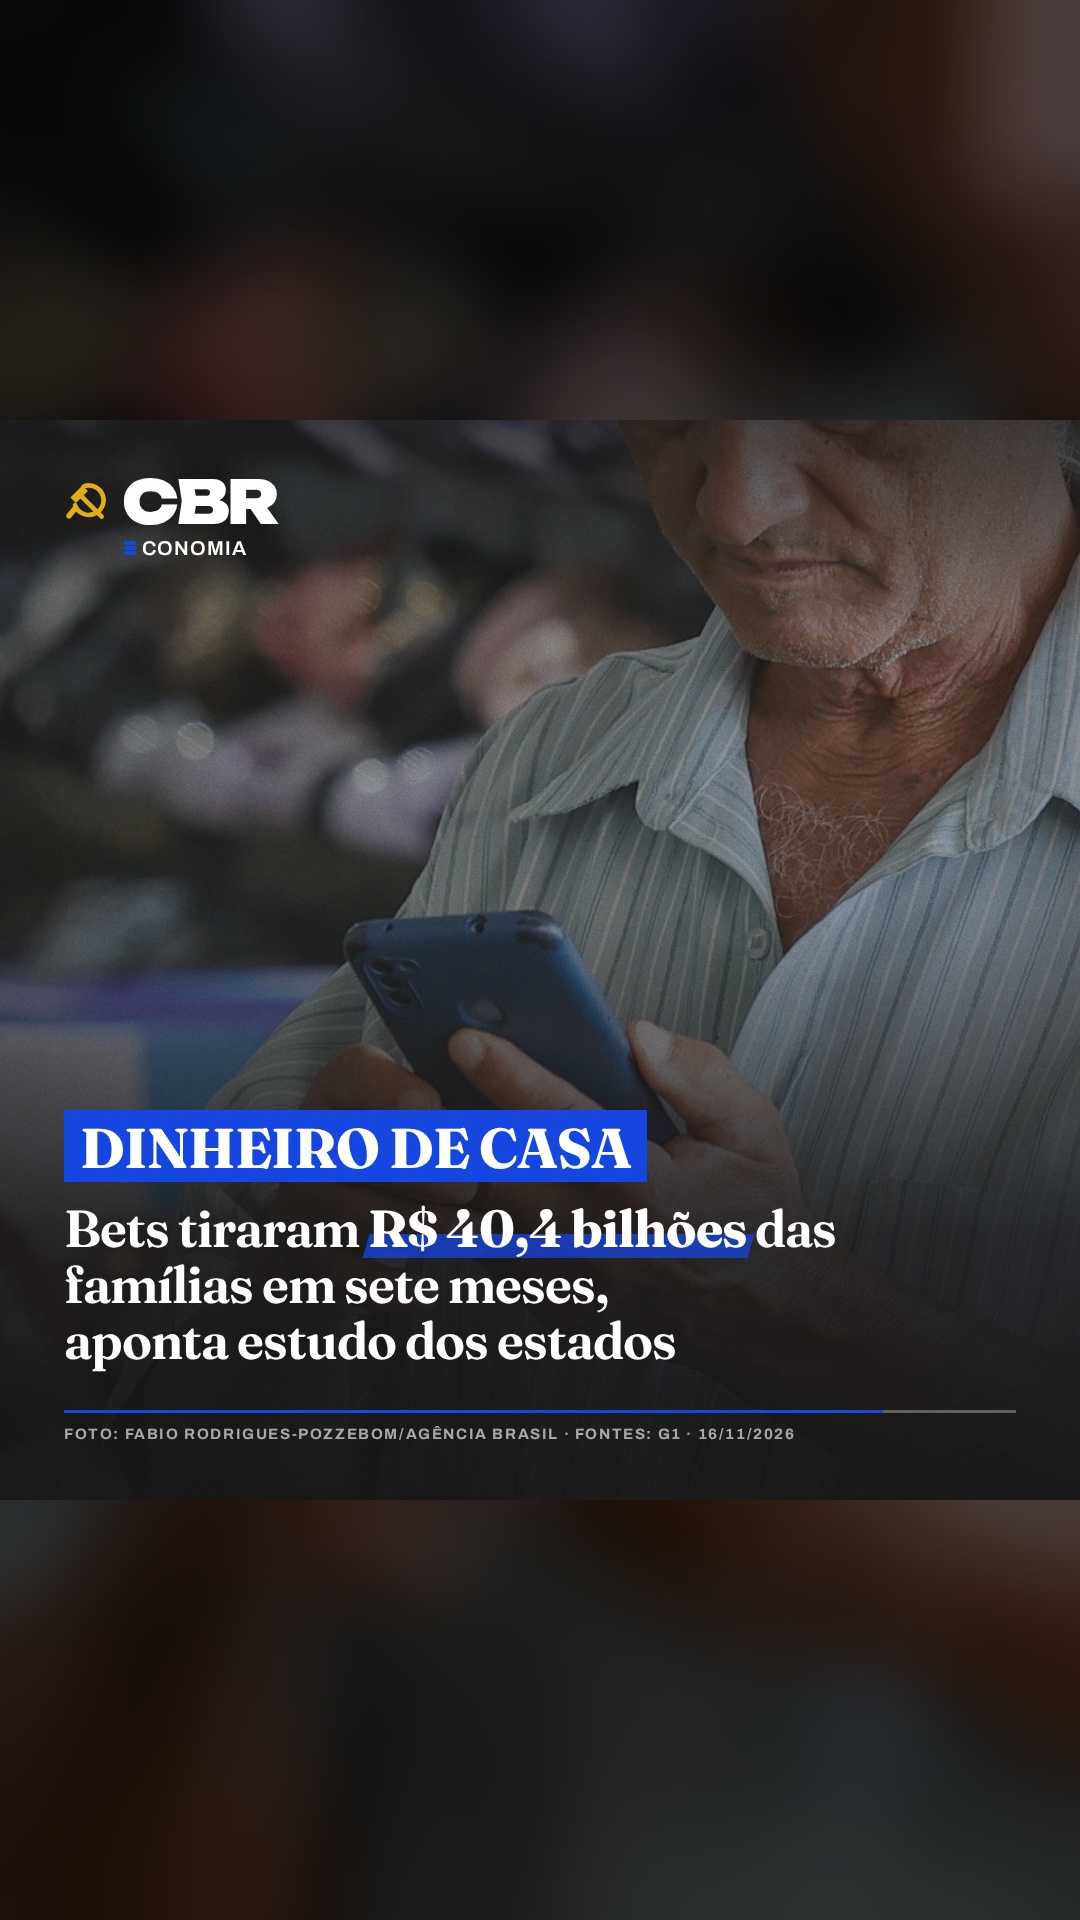 CBR
CONOMIA
DINHEIRO DE CASA
Bets tiraram R$ 40,4 bilhões das
famílias em sete meses,
aponta estudo dos estados
FOTO: FABIO RODRIGUES-POZZEBOM/AGÊNCIA BRASIL · FONTES: G1 · 16/11/2026